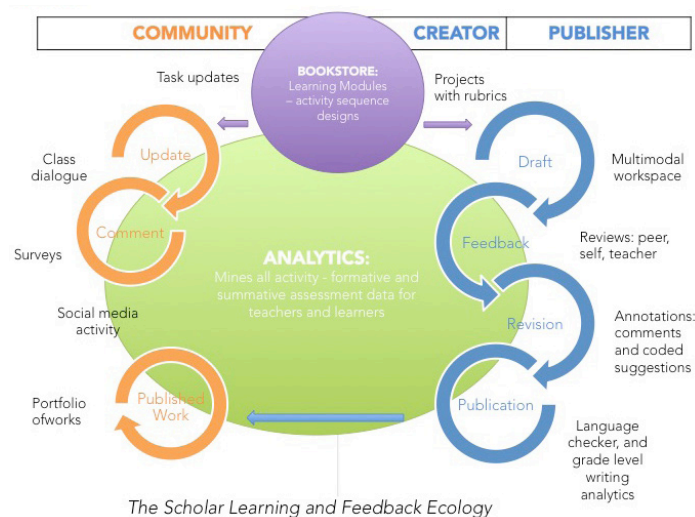 COMMUNITY
CREATOR
PUBLISHER
BOOKSTORE:
Learning Modules
– activity sequence
designs
Task updates
Projects
with rubrics
Update
Draft
Class
dialogue
Multimodal
workspace
Comment
Feedback
Surveys
Reviews: peer,
self, teacher
ANALYTICS:
Mines all activity - formative and
summative assessment data for
teachers and learners
Social media
activity
Revision
Annotations:
comments
and coded
suggestions
Published
Work
Publication
Portfolio
ofworks
Language
checker, and
grade level
writing
analytics
The Scholar Learning and Feedback Ecology